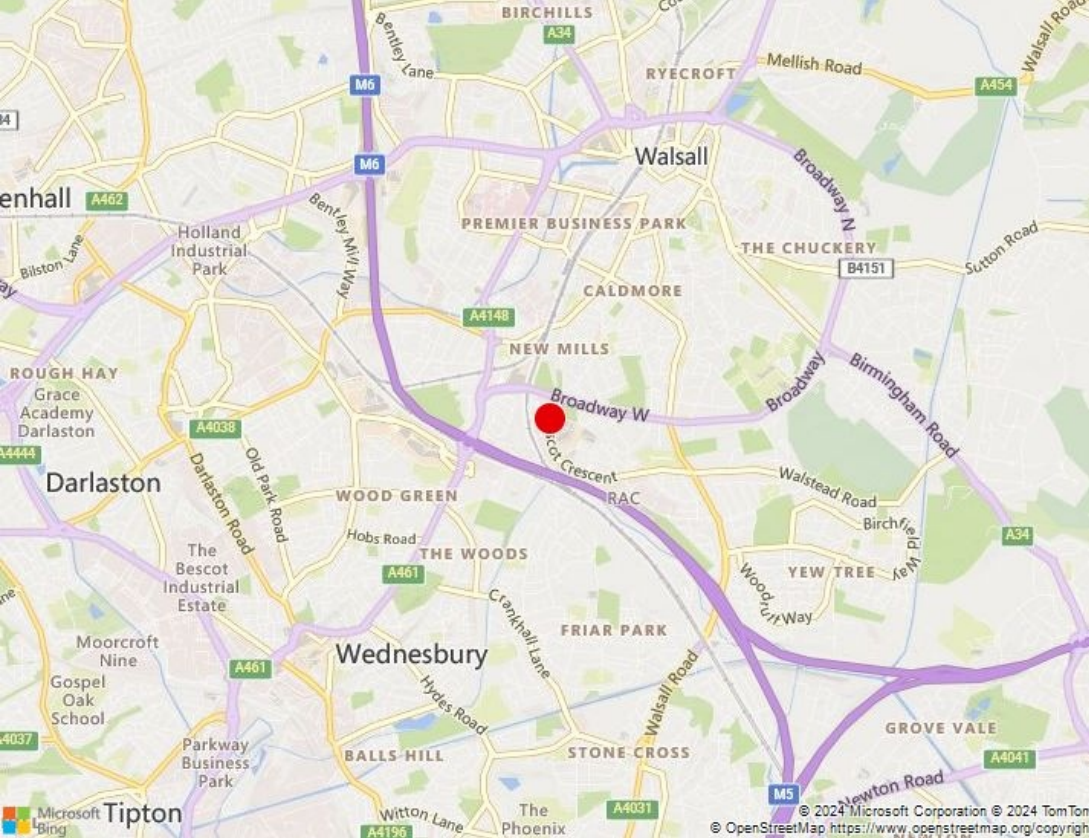 BIRCHILLS
A34
Bentley Lane
RYECROFT
Mellish Road
Walsall Road
A454
M6
M6
Walsall
Broadway N
enhall
A462
Bentley Mill Way
Holland
Industrial
Park
PREMIER BUSINESS PARK
THE CHUCKERY
Sutton Road
Bilston Lane
B4151
CALDMORE
A4148
NEW MILLS
Birmingham Road
Broadway
ROUGH HAY
Grace
Academy
Darlaston
Broadway W
A4038
A4444
icot Crescent
Darlaston
Darlaston Road
Old Park Road
WOOD GREEN
RAC
Walstead Road
Birchfield Way
A34
Hobs Road
THE WOODS
The
Bescot
Industrial
Estate
A461
YEW TREE
Woodruff Way
Crankhall Lane
FRIAR PARK
Moorcroft
Nine
Wednesbury
A461
Gospel
Oak
School
Hydes Road
Walsall Road
GROVE VALE
A4037
Parkway
Business
Park
BALLS HILL
STONE CROSS
A4041
Newton Road
M5
Microsoft
Bing
Tipton
Witton Lane
A4196
The
Phoenix
A4031
© 2024 Microsoft Corporation © 2024 TomTo
© OpenStreetMap https://www.openstreetmap.org/copyrigh